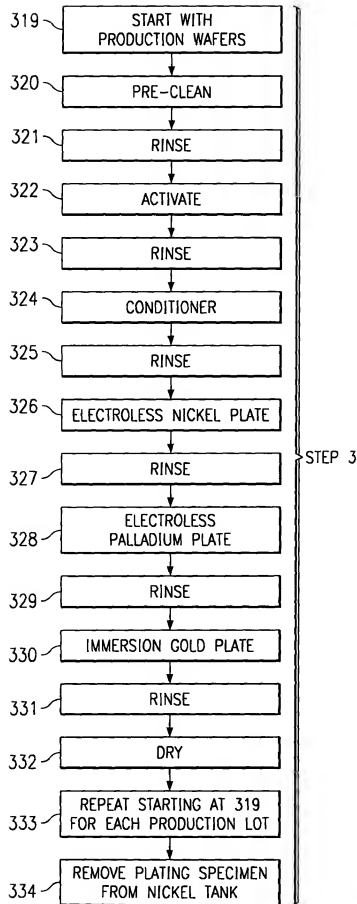 319
START WITH
PRODUCTION WAFERS
320
PRE-CLEAN
321
RINSE
322
ACTIVATE
323
RINSE
324
CONDITIONER
325
RINSE
326
ELECTROLESS NICKEL PLATE
327
RINSE
STEP 3
328
ELECTROLESS
PALLADIUM PLATE
329
RINSE
330
IMMERSION GOLD PLATE
331
RINSE
332
DRY
333
REPEAT STARTING AT 319
FOR EACH PRODUCTION LOT
334
REMOVE PLATING SPECIMEN
FROM NICKEL TANK